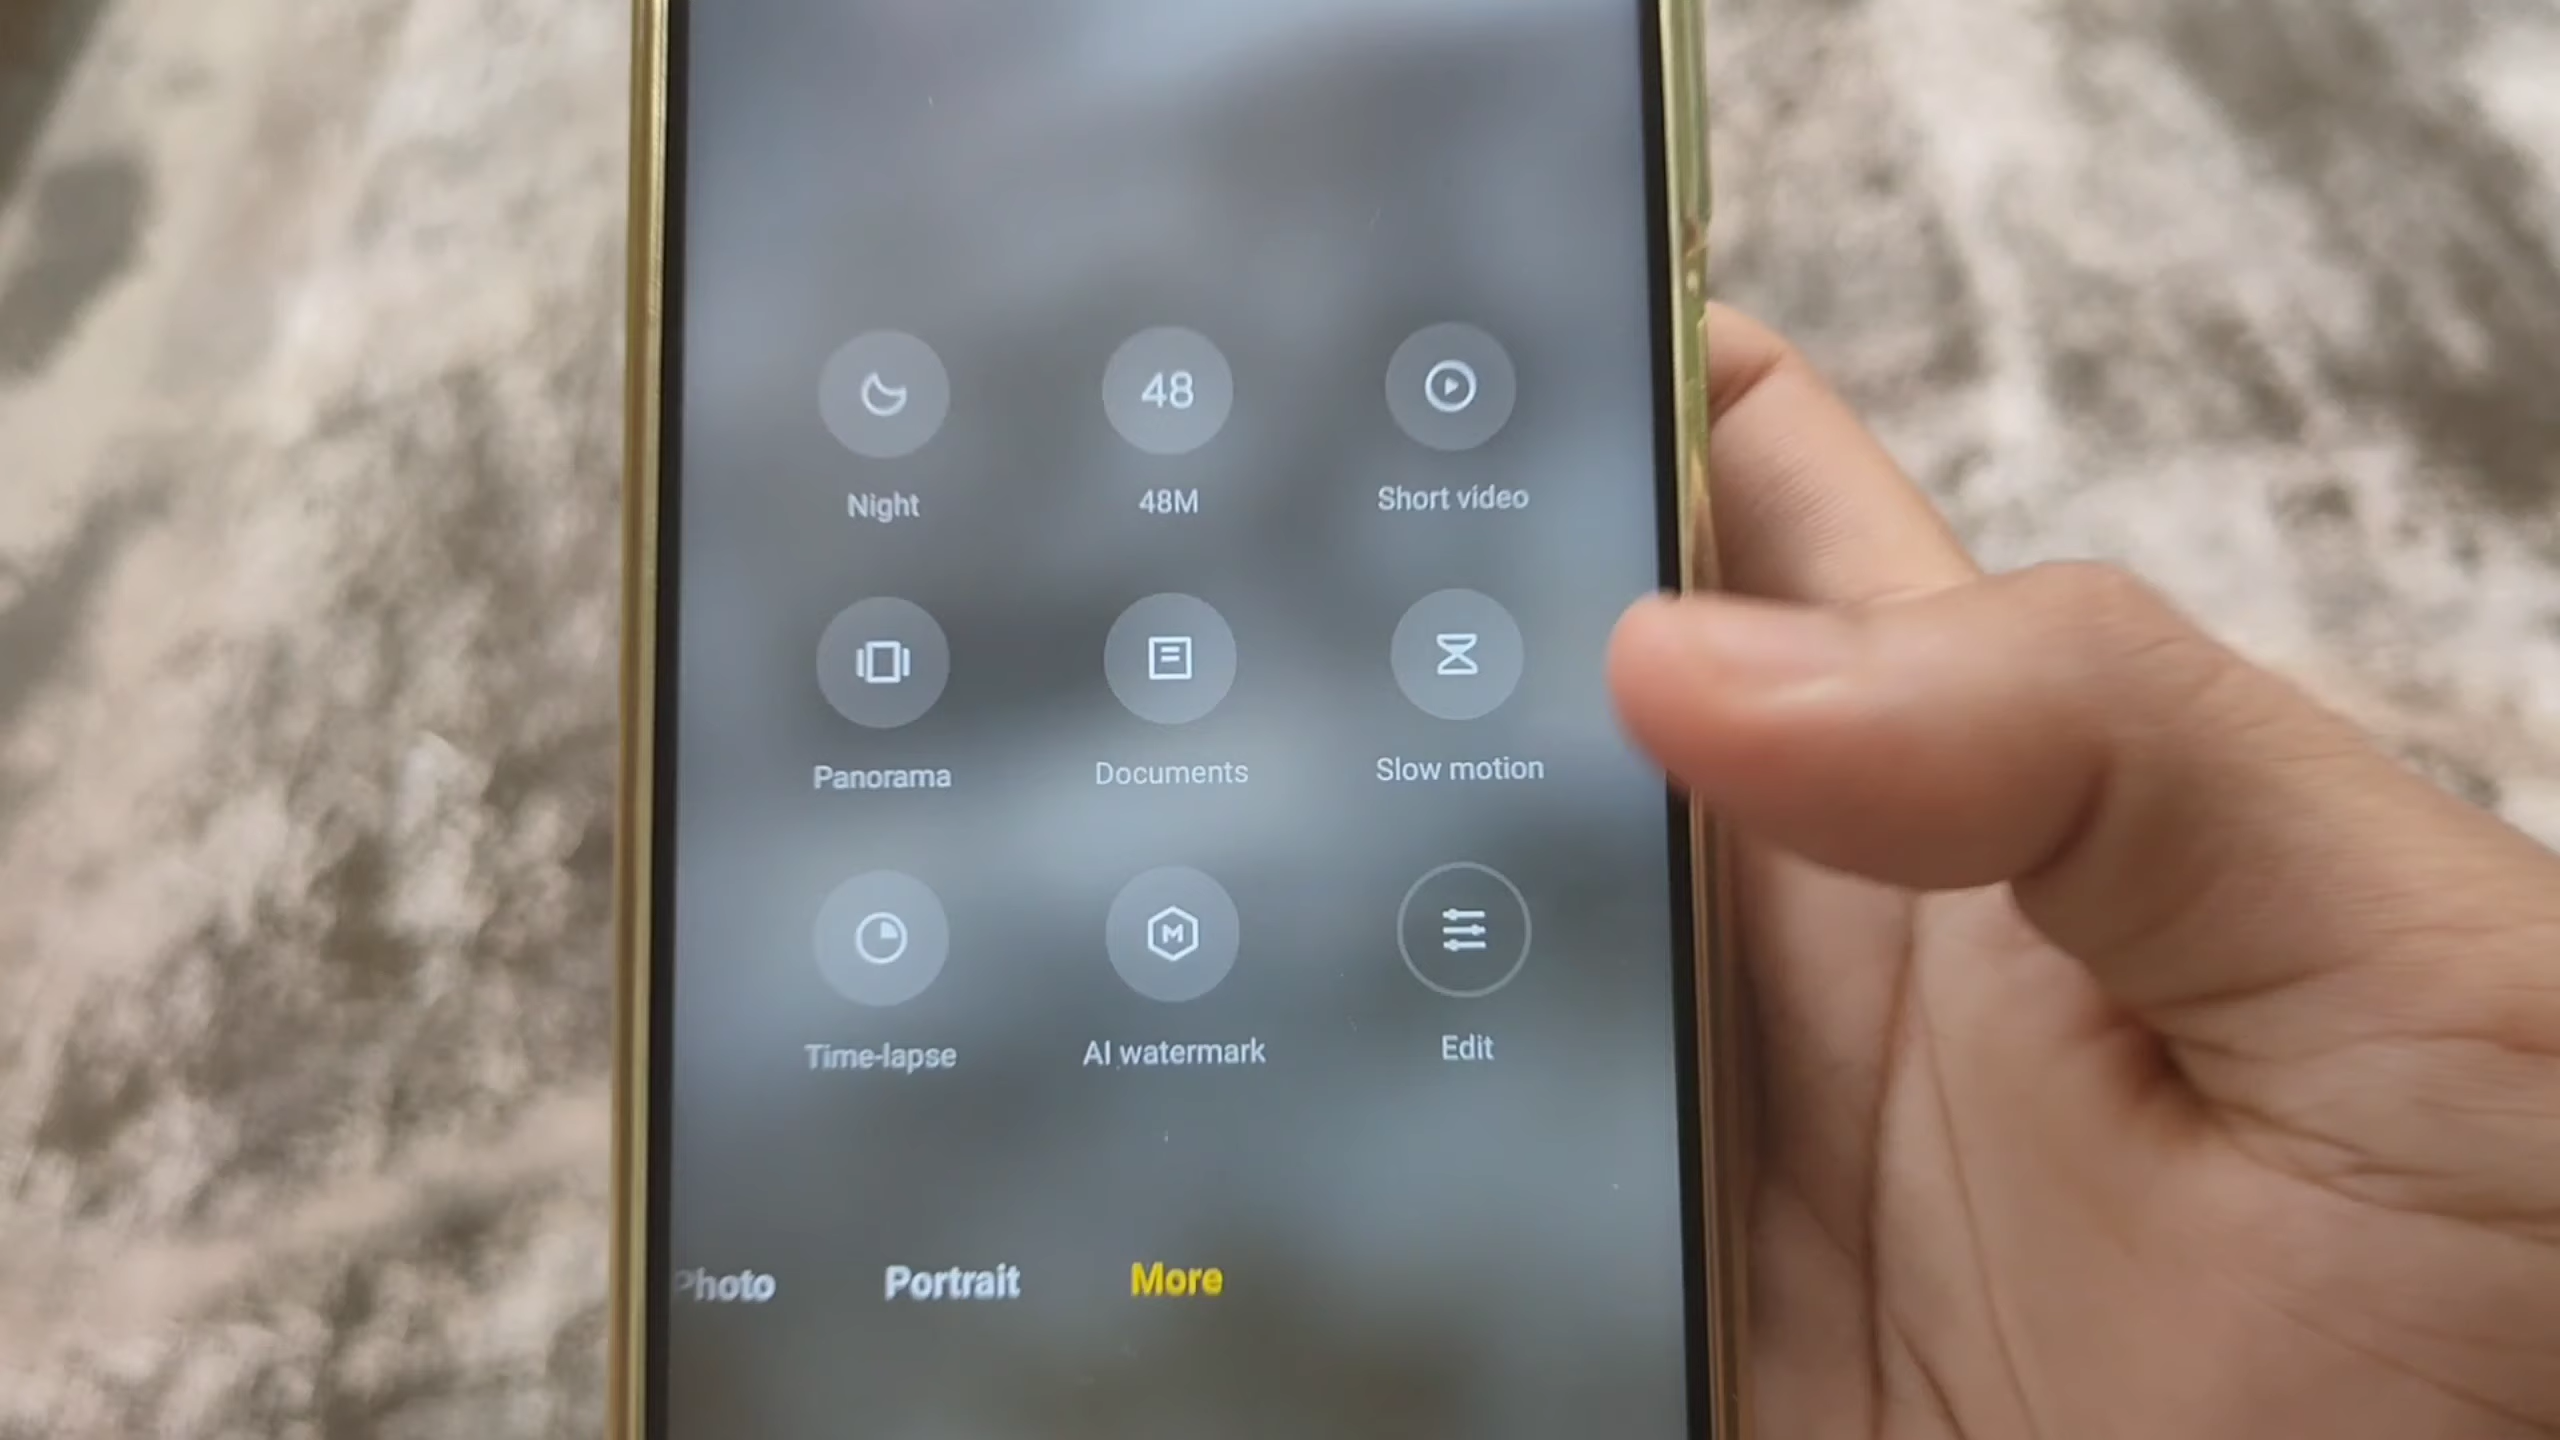 48
Night 48M Short video
Panorama Documents Slow motion
M
Time-lapse AI watermark Edit
Photo Portrait More